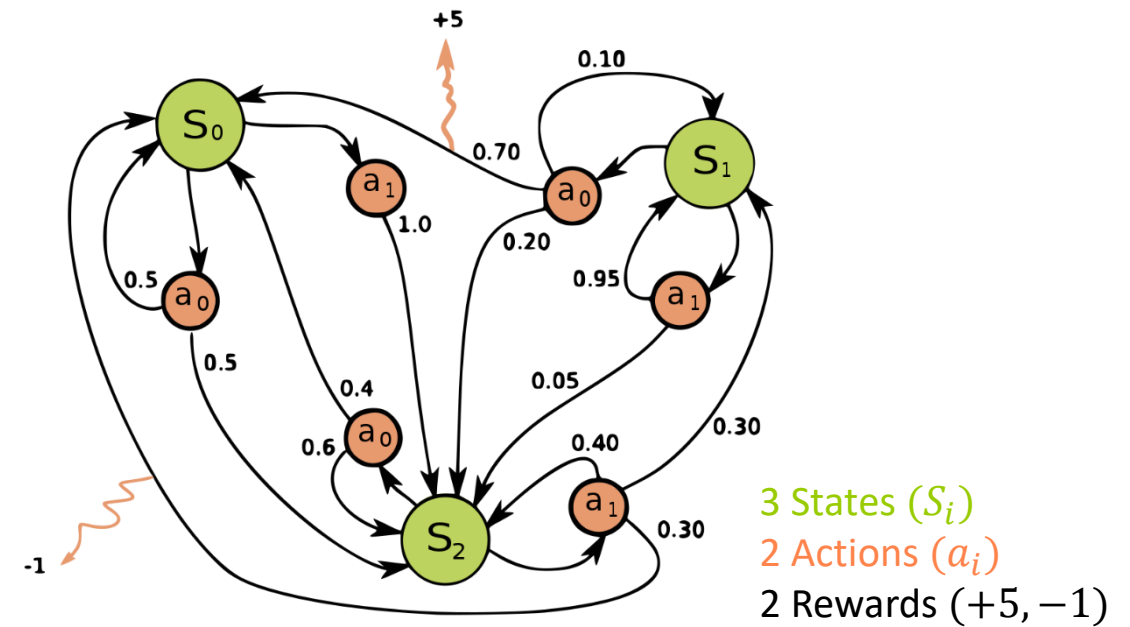 +5
0.10
S₀
0.70
S₁
a₁
a₀
1.0
0.20
0.5
a₀
0.95
a₁
0.5
0.4
0.05
a₀
0.6
0.40
0.30
a₁
S₂
0.30
-1
3 States (Sᵢ)
2 Actions (aᵢ)
2 Rewards (+5, −1)